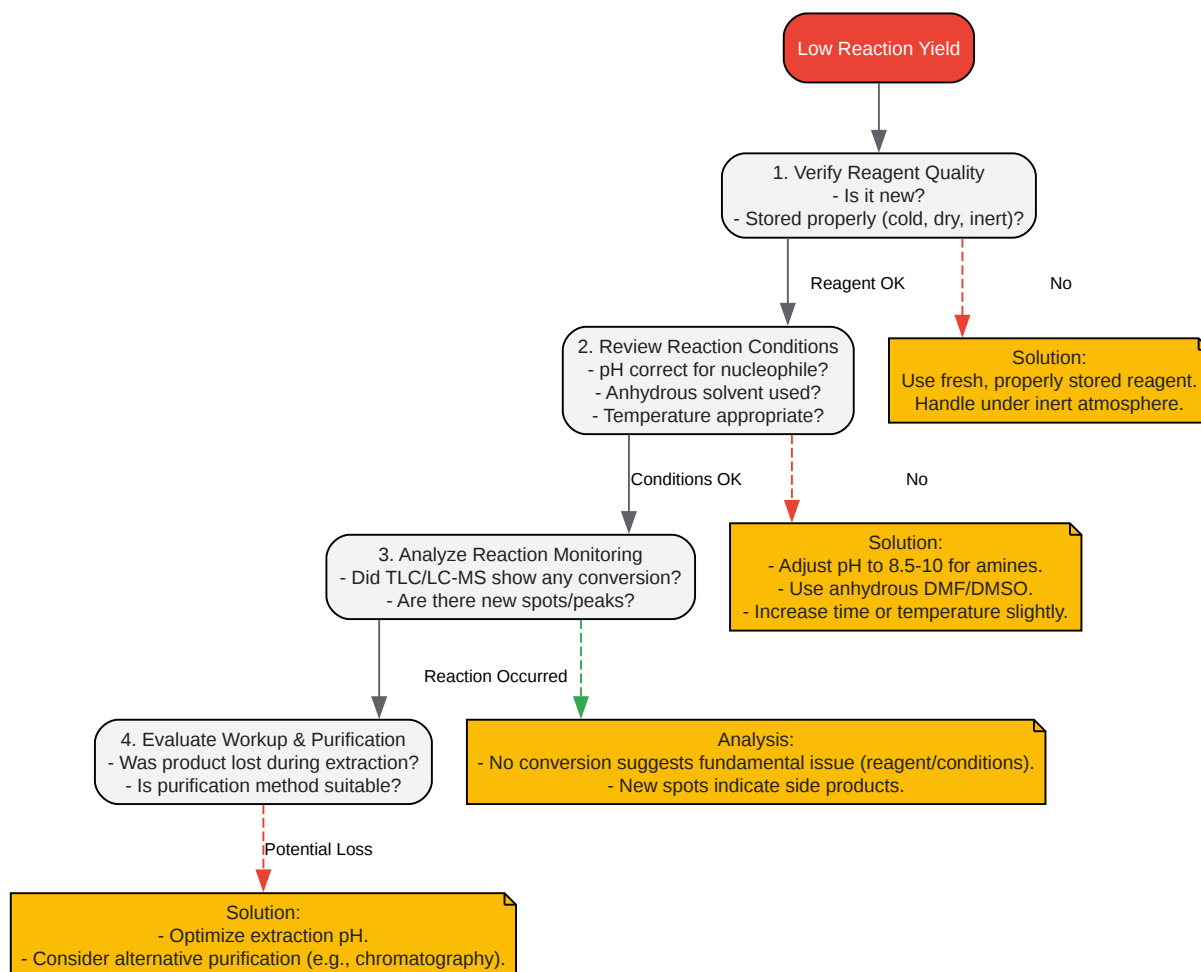 Low Reaction Yield
1. Verify Reagent Quality
- Is it new?
- Stored properly (cold, dry, inert)?
Reagent OK
No
2. Review Reaction Conditions
- pH correct for nucleophile?
- Anhydrous solvent used?
- Temperature appropriate?
Solution:
Use fresh, properly stored reagent.
Handle under inert atmosphere.
Conditions OK
No
3. Analyze Reaction Monitoring
- Did TLC/LC-MS show any conversion?
- Are there new spots/peaks?
Solution:
- Adjust pH to 8.5-10 for amines.
- Use anhydrous DMF/DMSO.
- Increase time or temperature slightly.
Reaction Occurred
4. Evaluate Workup & Purification
- Was product lost during extraction?
- Is purification method suitable?
Analysis:
- No conversion suggests fundamental issue (reagent/conditions).
- New spots indicate side products.
Potential Loss
Solution:
- Optimize extraction pH.
- Consider alternative purification (e.g., chromatography).